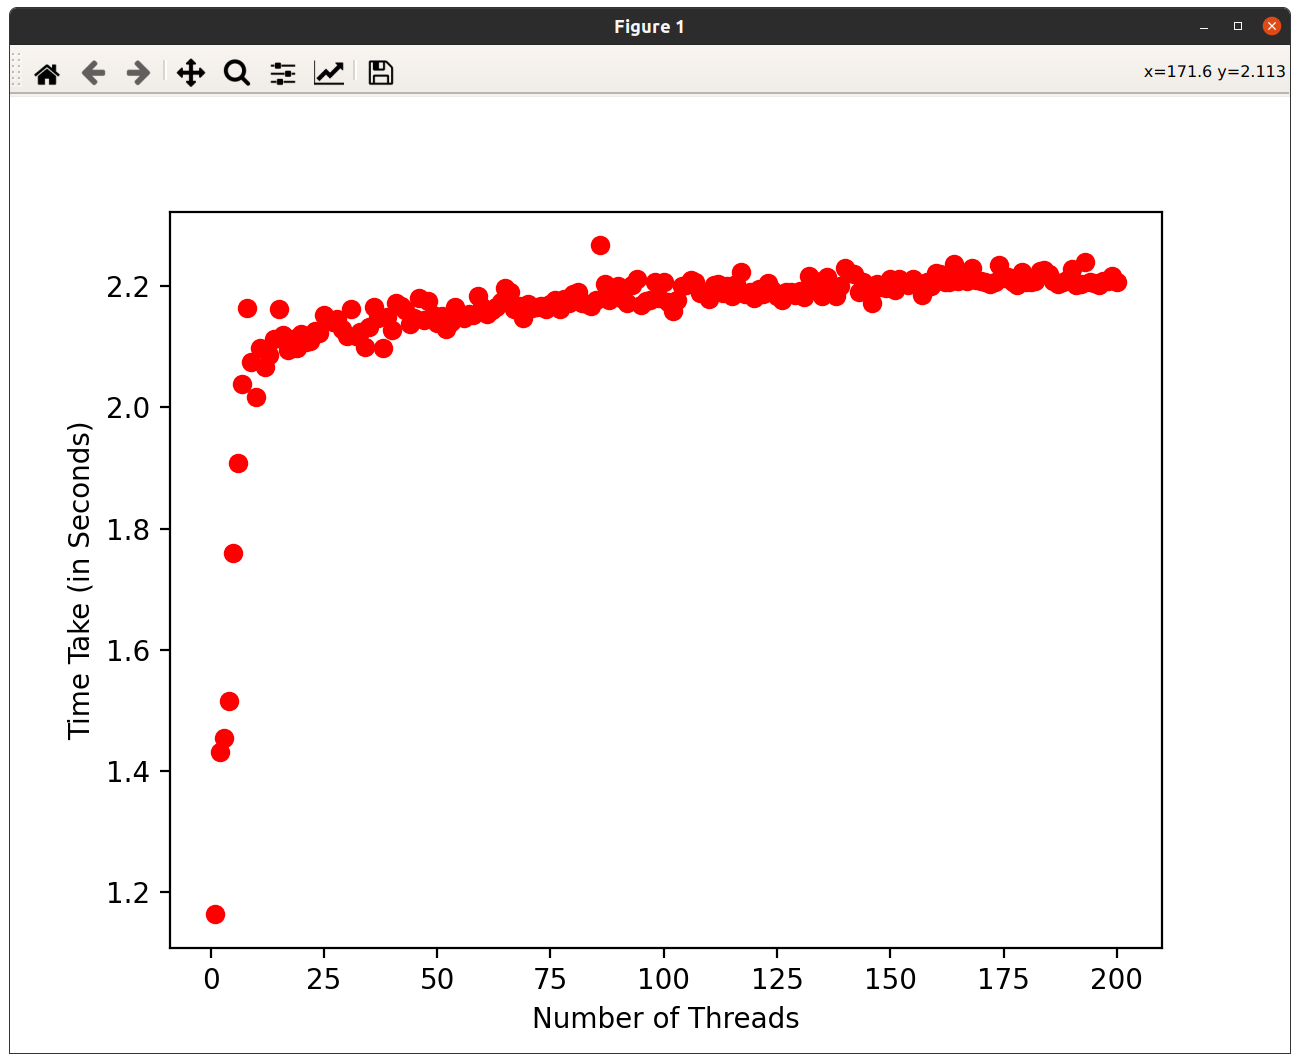 Figure 1
x=171.6 y=2.113
2.2
2.0
1.8
1.6
1.4
1.2
Time Take (in Seconds)
0 25 50 75 100 125 150 175 200
Number of Threads